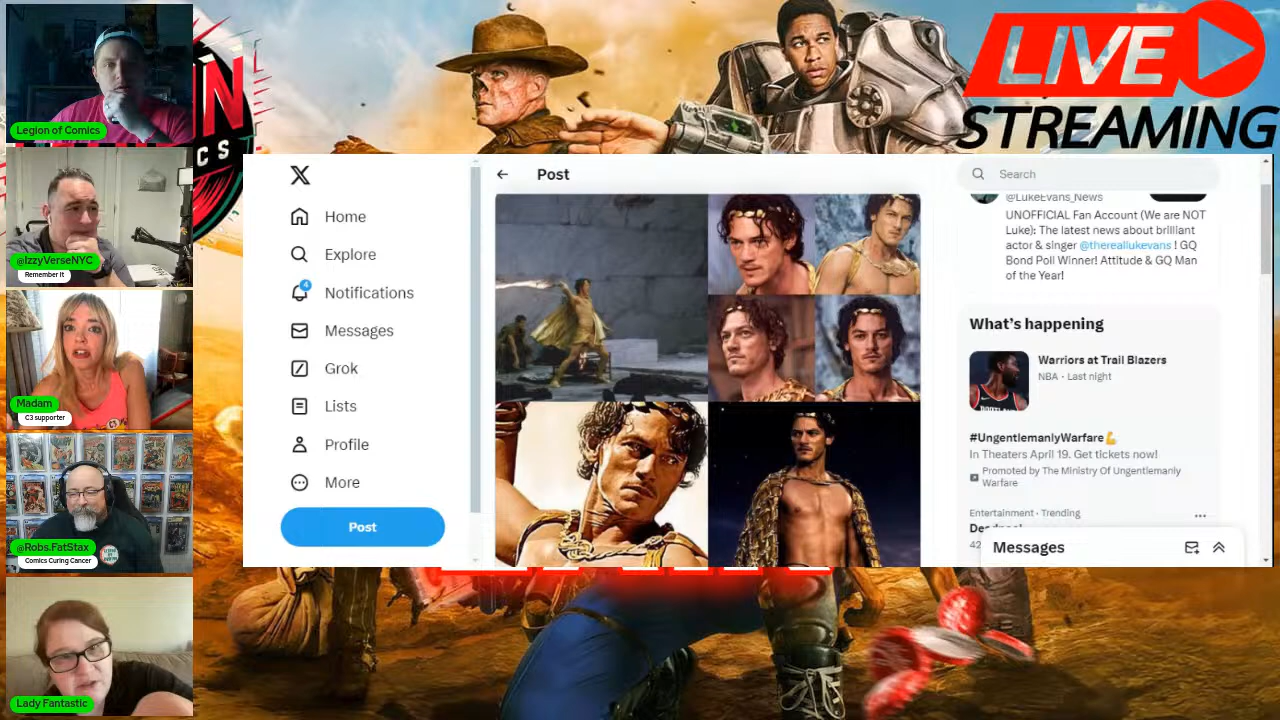 LIVE
STREAMING
N
CS
Legion of Comics
@IzzyVerseNYC
Remember It
Madam
C3 supporter
@Robs.FatStax
Comics Curing Cancer
Lady Fantastic
X
Home
Explore
4
Notifications
Messages
Grok
Lists
Profile
More
Post
Post
Search
@LukeEvans_News
UNOFFICIAL Fan Account (We are NOT
Luke): The latest news about brilliant
actor & singer @thereallukevans ! GQ
Bond Poll Winner! Attitude & GQ Man
of the Year!
What's happening
Warriors at Trail Blazers
NBA · Last night
#UngentlemanlyWarfare💪
In Theaters April 19. Get tickets now!
Promoted by The Ministry Of Ungentlemanly
Warfare
Entertainment · Trending
Messages